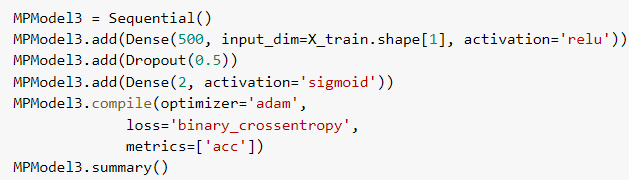 MPModel3 = Sequential()
MPModel3.add(Dense(500, input_dim=X_train.shape[1], activation='relu'))
MPModel3.add(Dropout(0.5))
MPModel3.add(Dense(2, activation='sigmoid'))
MPModel3.compile(optimizer='adam',
              loss='binary_crossentropy',
              metrics=['acc'])
MPModel3.summary()